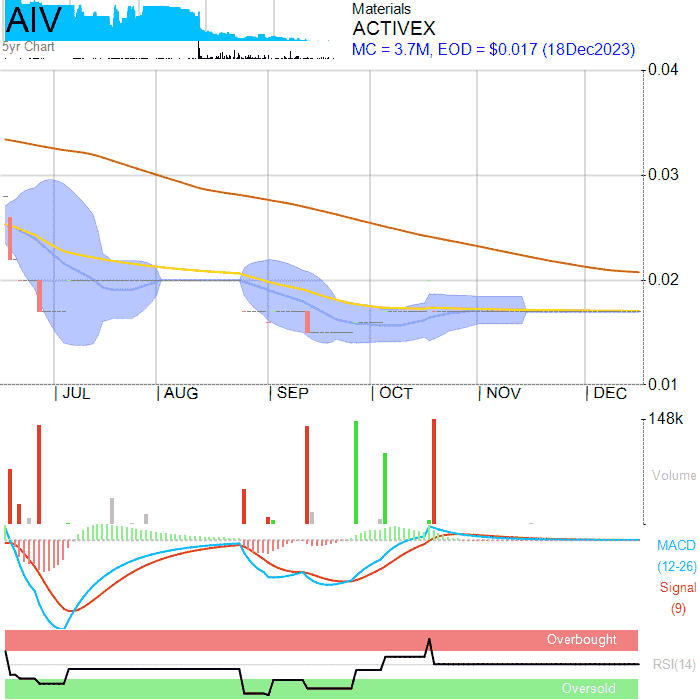 AIV
5yr Chart
Materials
ACTIVEX
MC = 3.7M, EOD = $0.017 (18Dec2023)
0.04
0.03
0.02
0.01
JUL AUG SEP OCT NOV DEC
148k
Volume
MACD
(12-26)
Signal
(9)
Overbought
RSI(14)
Oversold